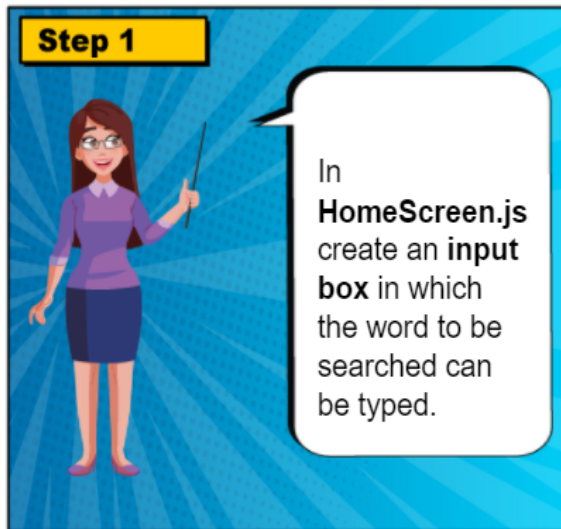 Step 1
In
HomeScreen.js
create an input
box in which
the word to be
searched can
be typed.